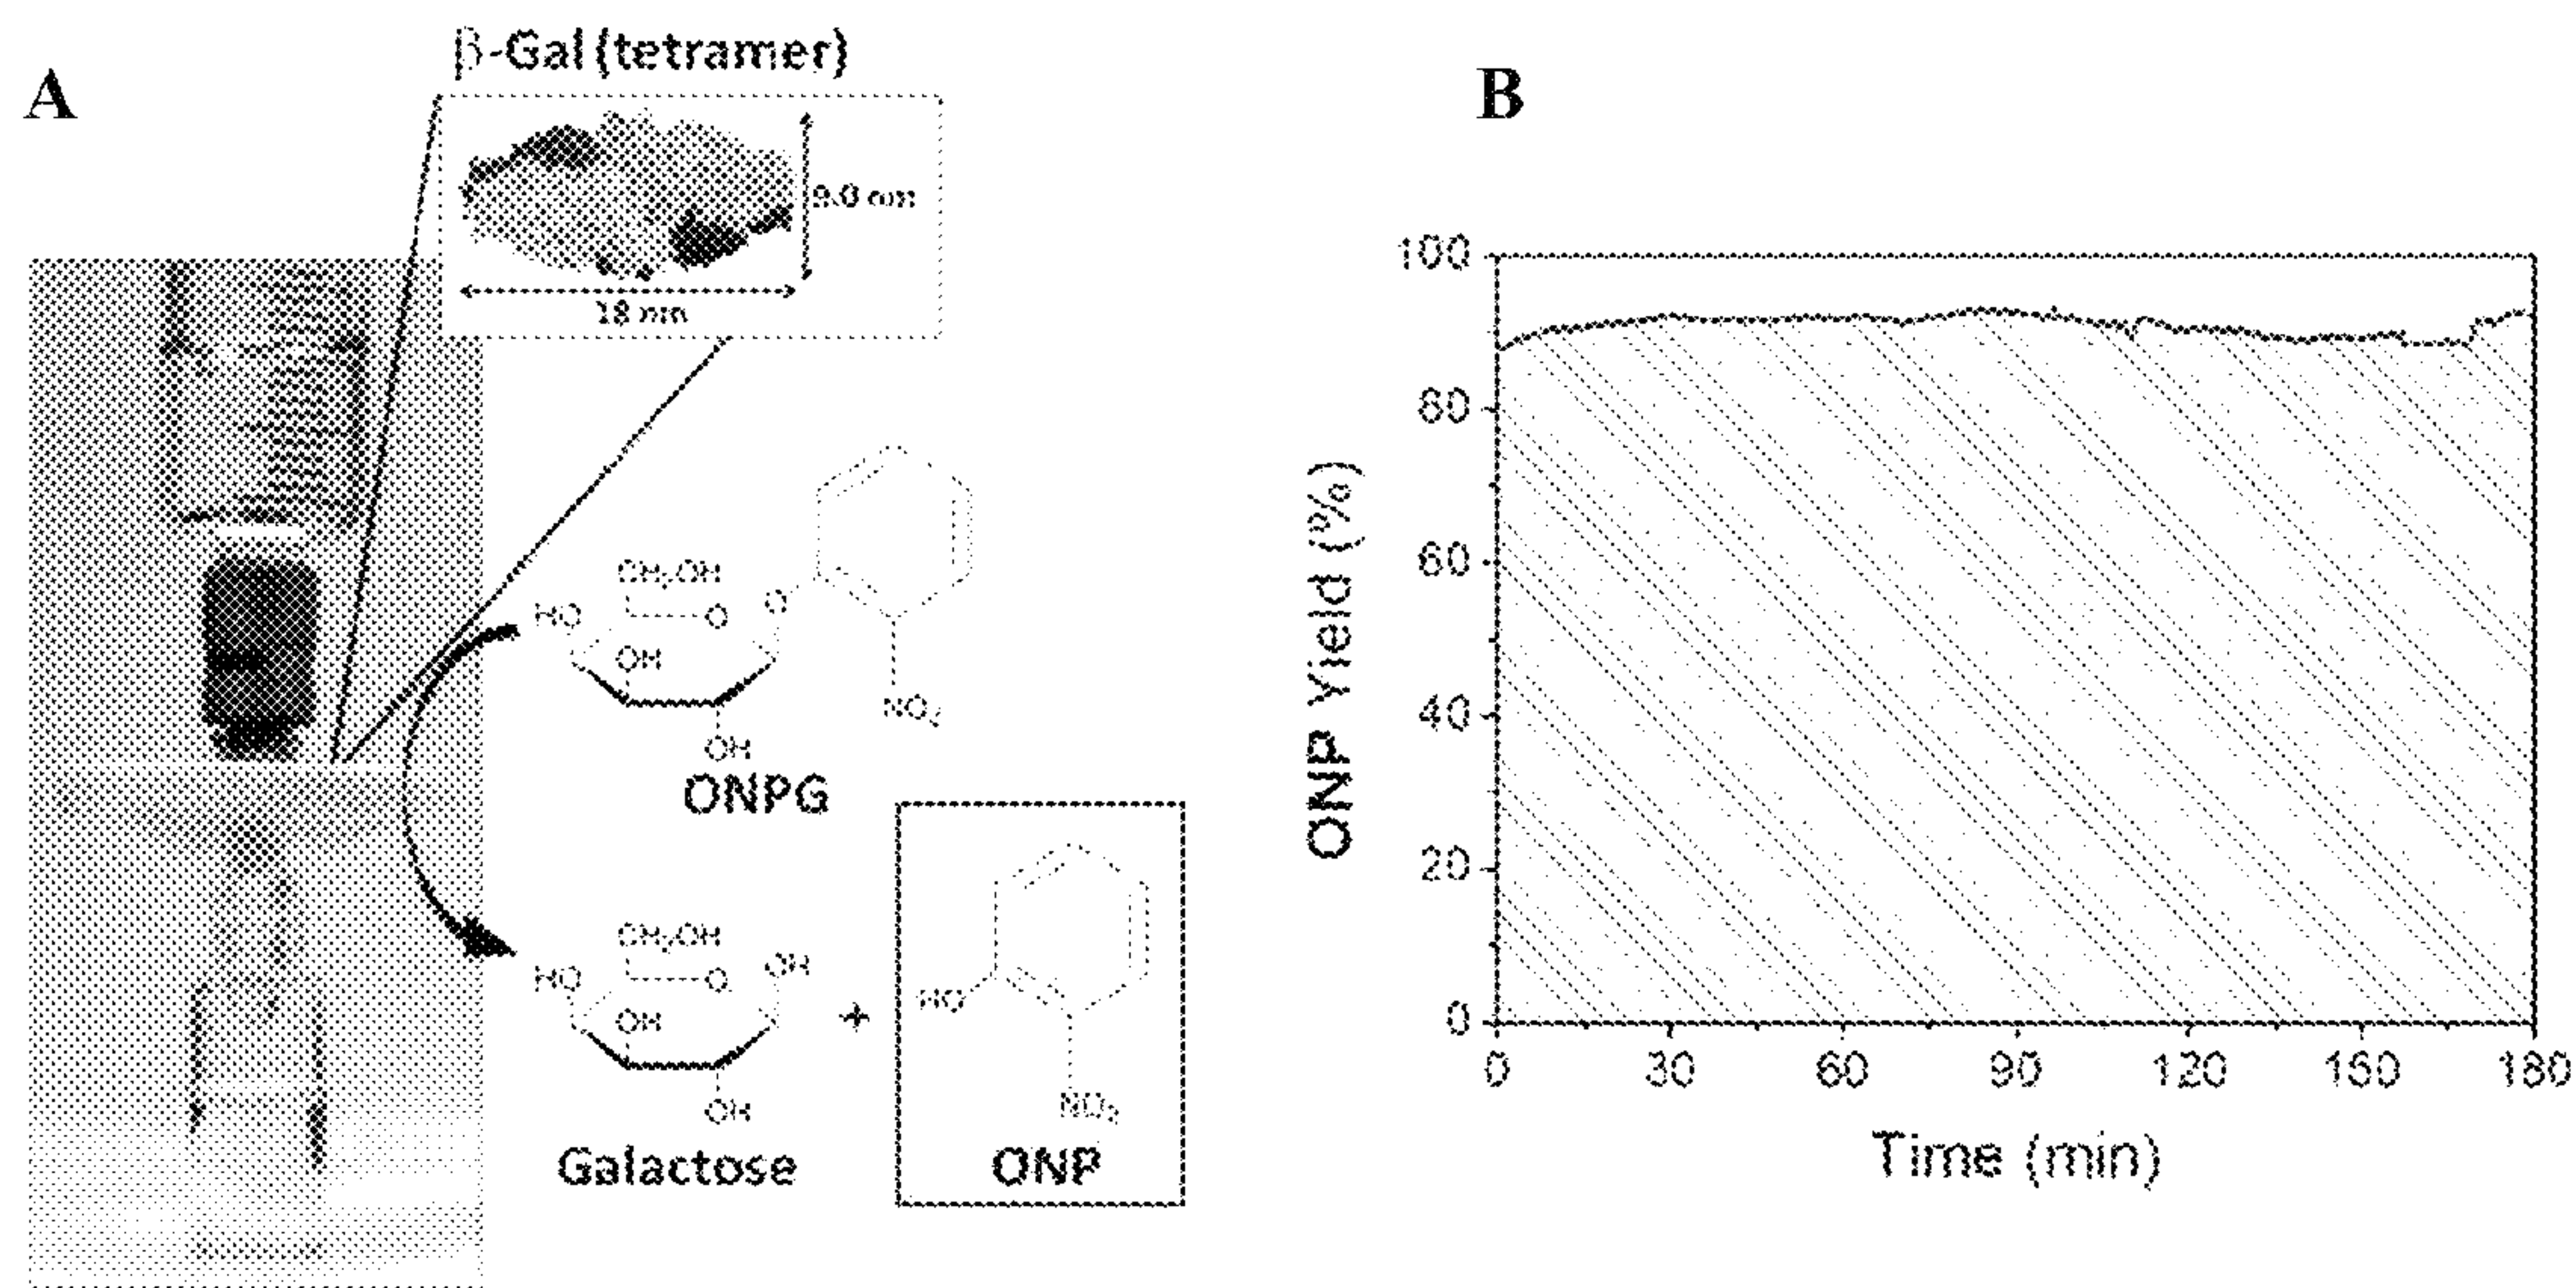 A
β-Gal (tetramer)
9.0 nm
18 nm
CH₂OH
HO
O
O
OH
NO₂
OH
ONPG
CH₂OH
HO
O
OH
OH
OH
Galactose
+
HO
NO₂
ONP
B
ONP Yield (%)
100
80
60
40
20
0
0 30 60 90 120 150 180
Time (min)